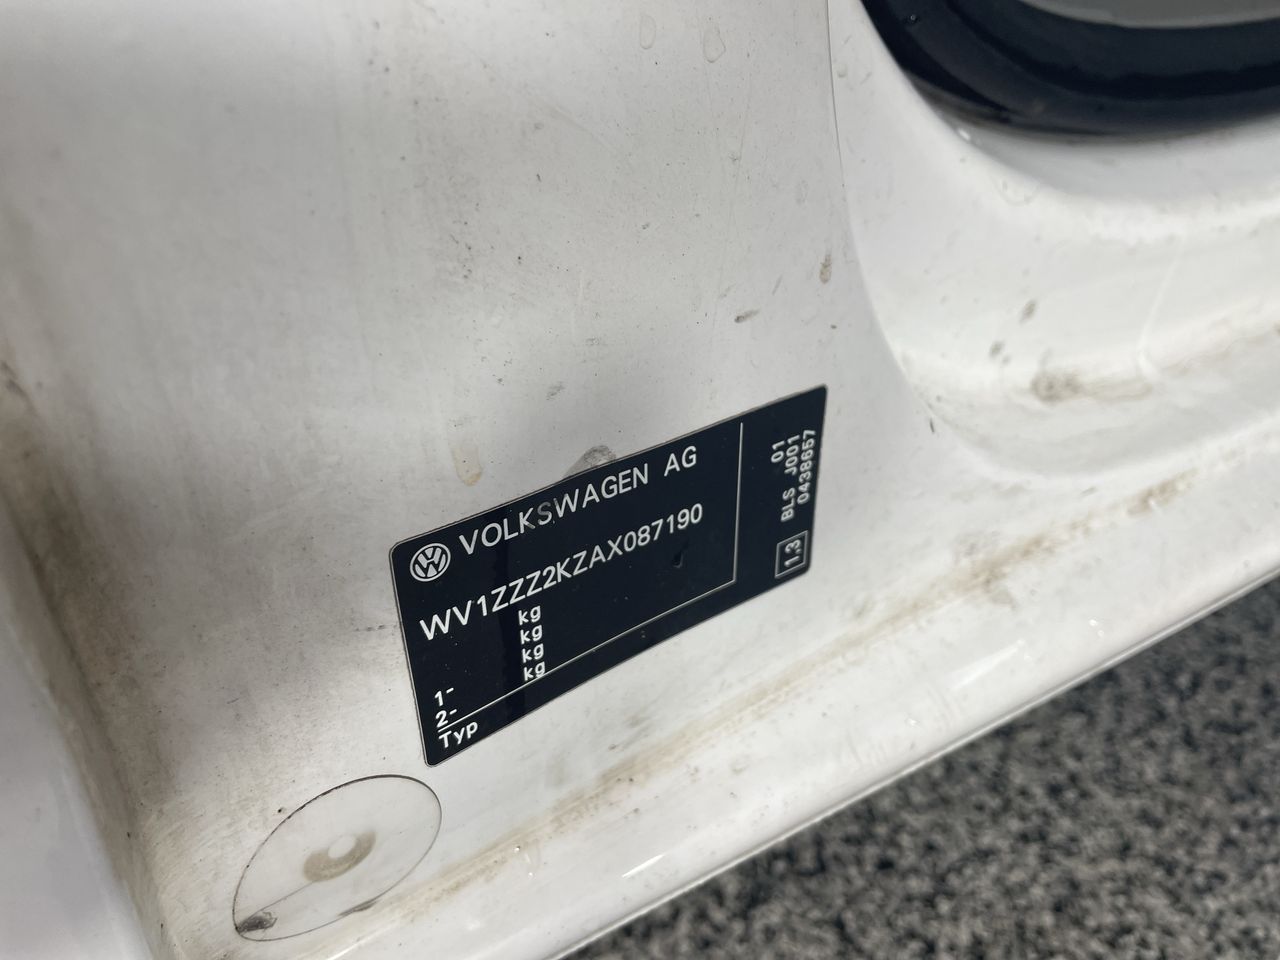 VOLKSWAGEN AG
WV1ZZZ2KZAX087190
kg
kg
1- kg
2- kg
Typ
01
BLS J001
0438657
1.3